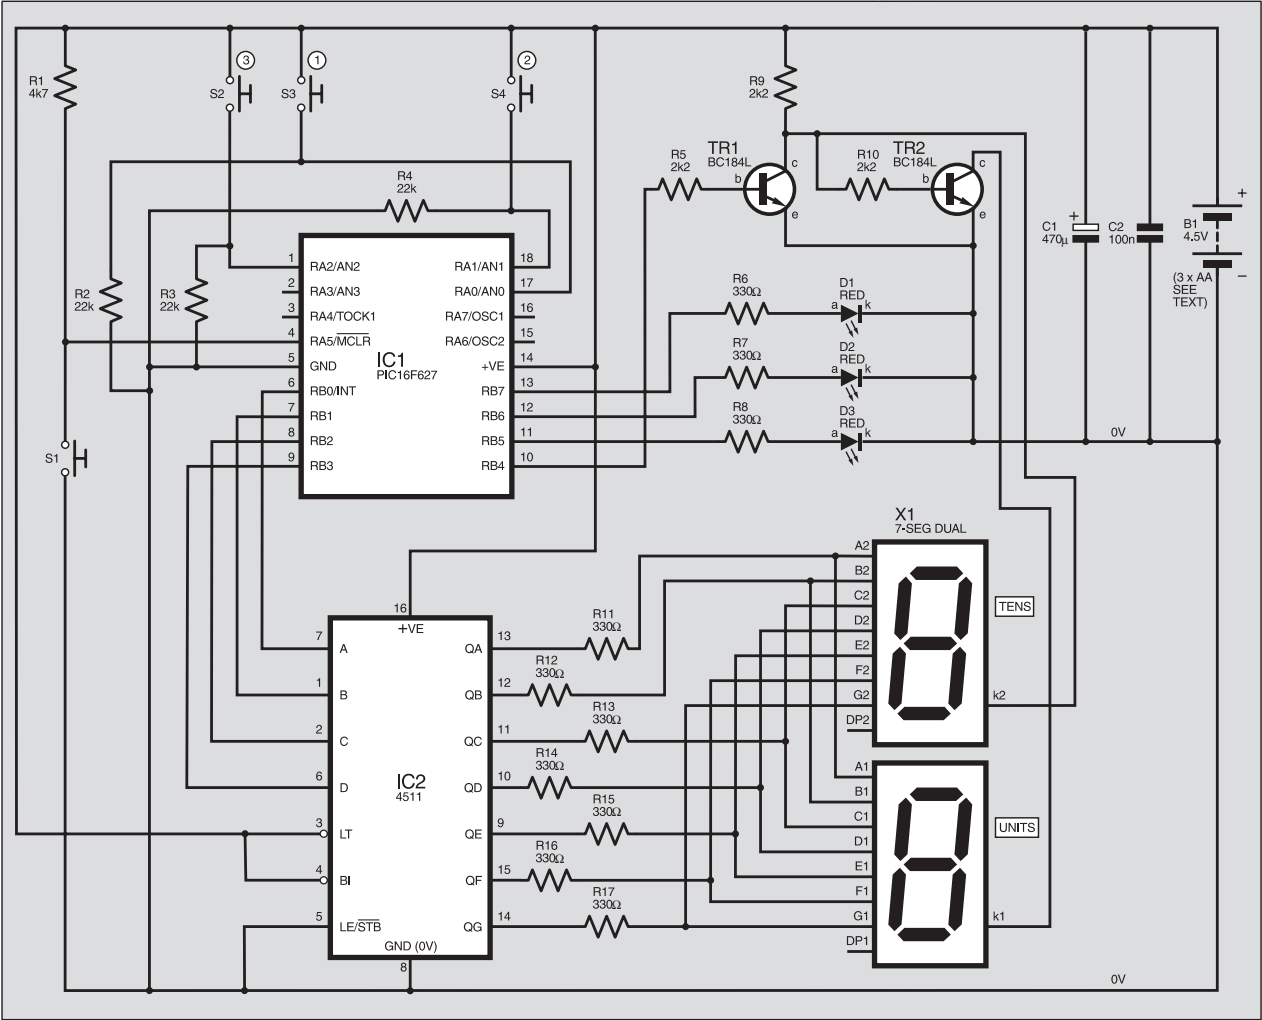 3
1
2
R1
4k7
S2
S3
S4
R9
2k2
R4
22k
R5
2k2
TR1
BC184L
b
c
e
R10
2k2
TR2
BC184L
b
c
e
C1
470µ
+
C2
100n
B1
4.5V
+
−
(3 x AA
SEE
TEXT)
R2
22k
R3
22k
1 RA2/AN2
2 RA3/AN3
3 RA4/TOCK1
4 RA5/MCLR
5 GND
6 RB0/INT
7 RB1
8 RB2
9 RB3
IC1
PIC16F627
RA1/AN1 18
RA0/AN0 17
RA7/OSC1 16
RA6/OSC2 15
+VE 14
RB7 13
RB6 12
RB5 11
RB4 10
R6
330Ω
D1
RED
a k
R7
330Ω
D2
RED
a k
R8
330Ω
D3
RED
a k
0V
S1
16
+VE
7 A
1 B
2 C
6 D
3 LT
4 BI
5 LE/STB
IC2
4511
QA 13
QB 12
QC 11
QD 10
QE 9
QF 15
QG 14
GND (0V)
8
R11
330Ω
R12
330Ω
R13
330Ω
R14
330Ω
R15
330Ω
R16
330Ω
R17
330Ω
X1
7-SEG DUAL
A2
B2
C2
D2
E2
F2
G2
DP2
TENS
k2
A1
B1
C1
D1
E1
F1
G1
DP1
UNITS
k1
0V